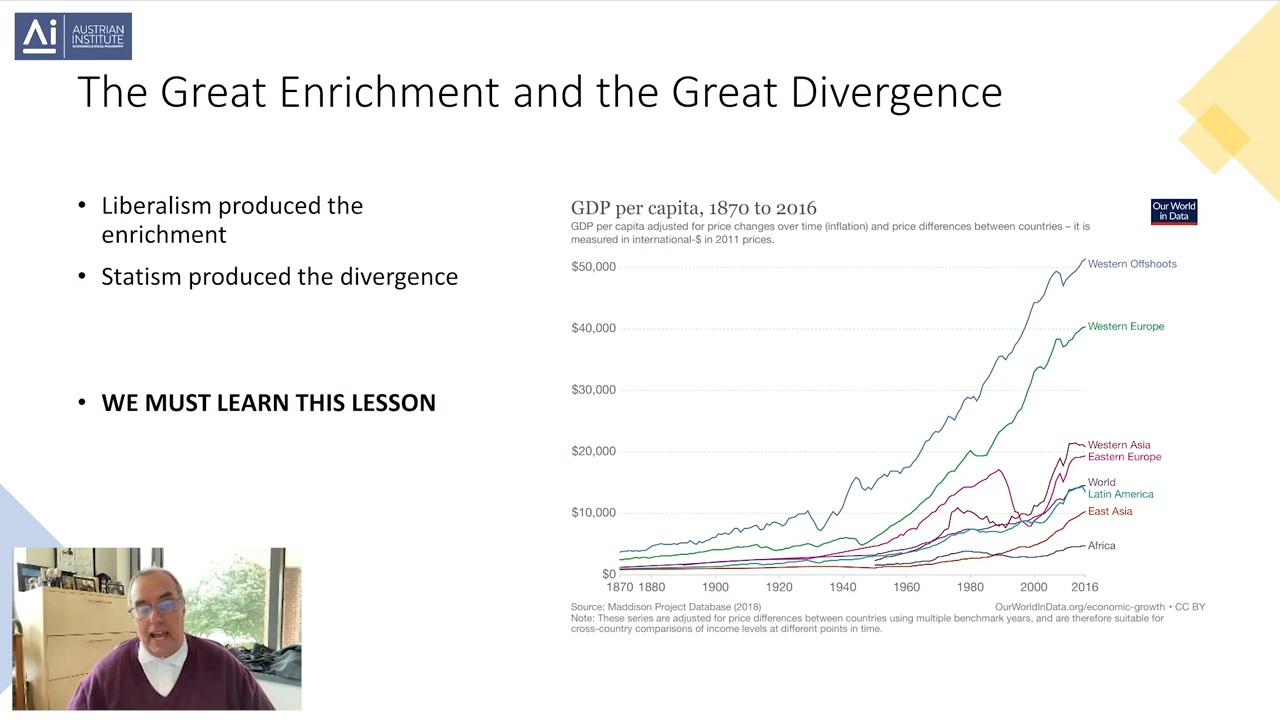 Ai
AUSTRIAN
INSTITUTE
ECONOMICS & SOCIAL PHILOSOPHY
The Great Enrichment and the Great Divergence
• Liberalism produced the
enrichment
• Statism produced the divergence
• WE MUST LEARN THIS LESSON
GDP per capita, 1870 to 2016
GDP per capita adjusted for price changes over time (inflation) and price differences between countries – it is
measured in international-$ in 2011 prices.
Our World
in Data
$50,000
$40,000
$30,000
$20,000
$10,000
$0
Western Offshoots
Western Europe
Western Asia
Eastern Europe
World
Latin America
East Asia
Africa
1870 1880 1900 1920 1940 1960 1980 2000 2016
Source: Maddison Project Database (2018) OurWorldInData.org/economic-growth • CC BY
Note: These series are adjusted for price differences between countries using multiple benchmark years, and are therefore suitable for
cross-country comparisons of income levels at different points in time.